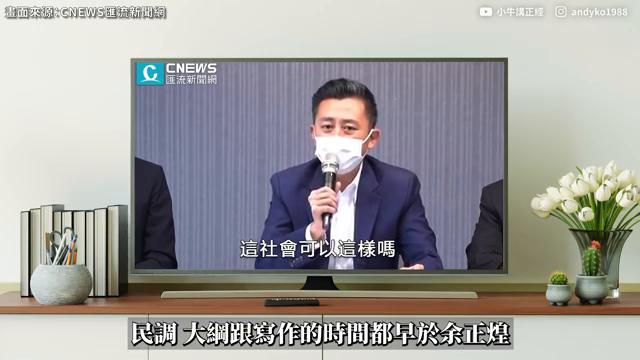 畫面來源:CNEWS匯流新聞網
小牛講正經
andyko1988
CNEWS
匯流新聞網
這社會可以這樣嗎
民調 大綱跟寫作的時間都早於余正煌